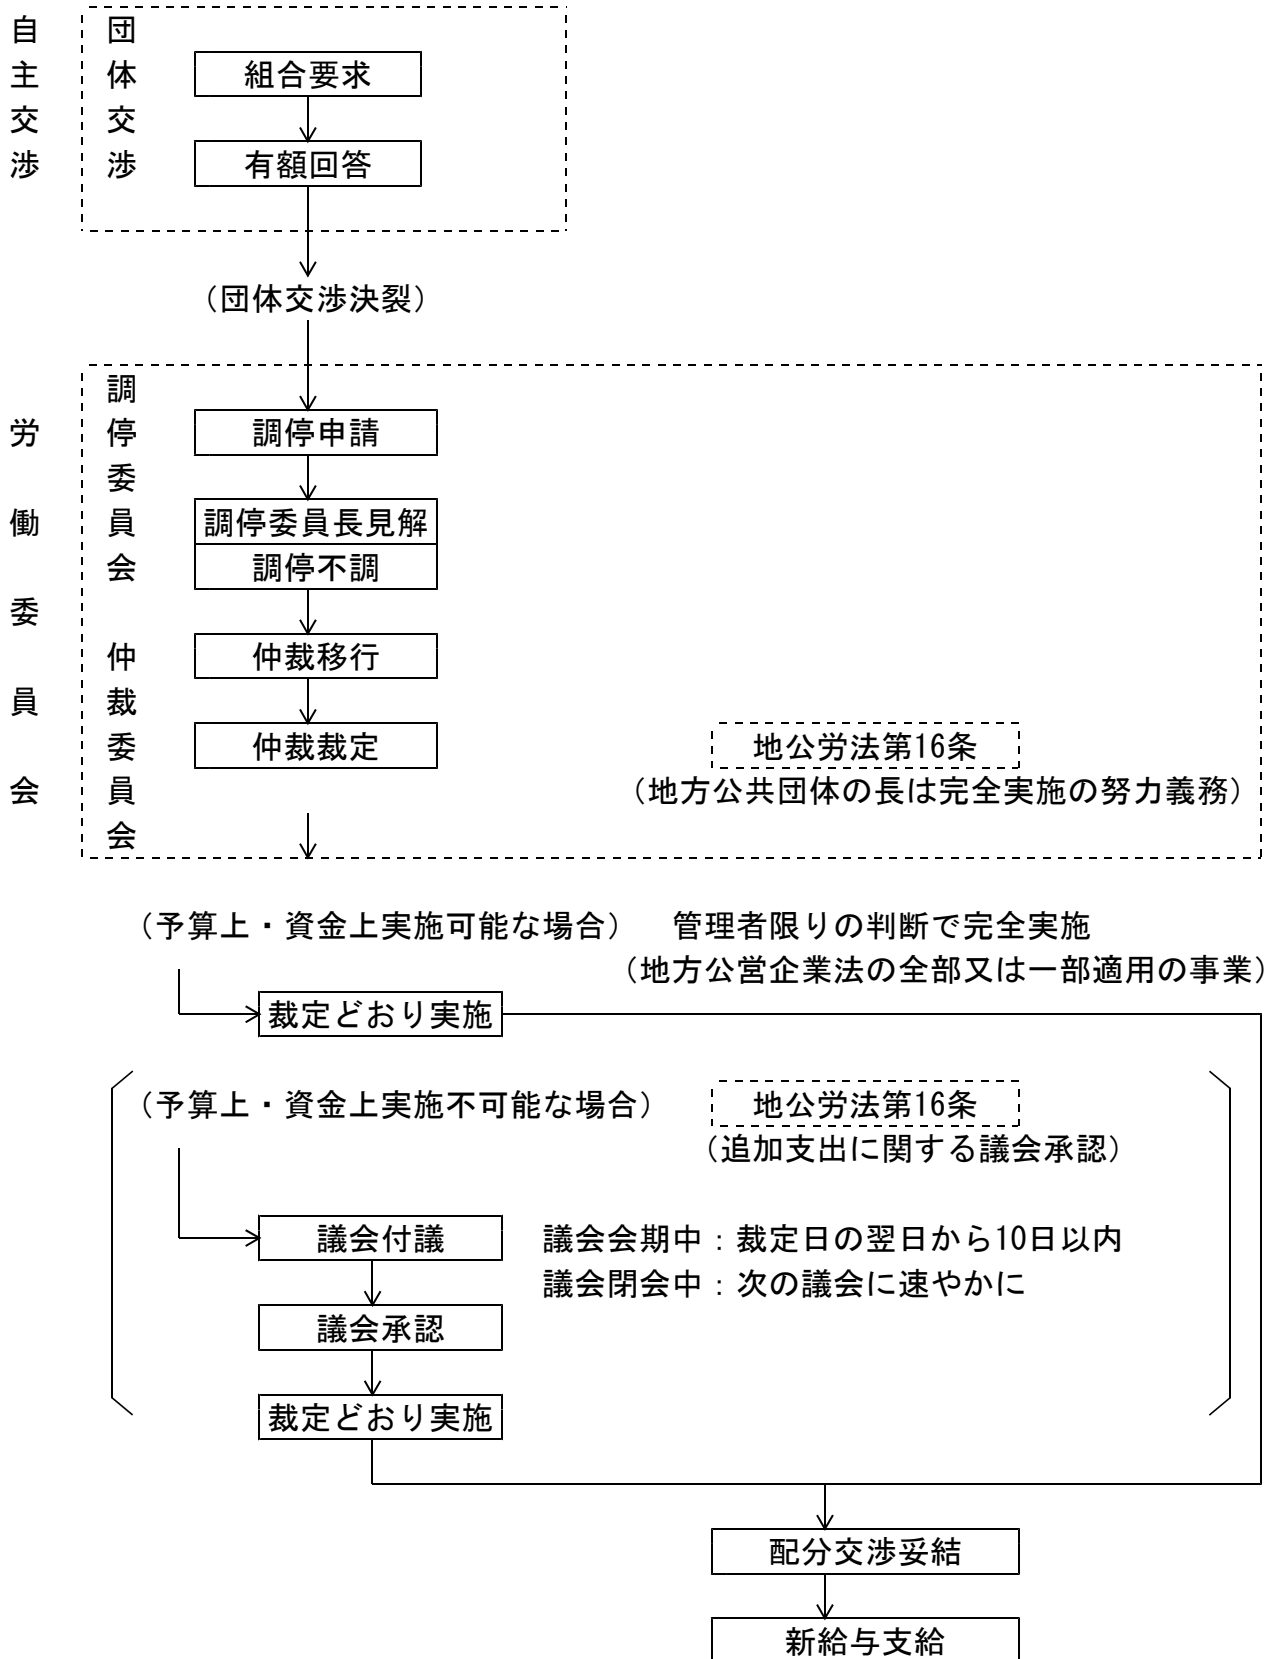 自主交渉
団体交渉
組合要求
有額回答
（団体交渉決裂）
労働委員会
調停委員会
調停申請
調停委員長見解
調停不調
仲裁委員会
仲裁移行
仲裁裁定
地公労法第16条
（地方公共団体の長は完全実施の努力義務）
（予算上・資金上実施可能な場合） 管理者限りの判断で完全実施
（地方公営企業法の全部又は一部適用の事業）
裁定どおり実施
（予算上・資金上実施不可能な場合）
地公労法第16条
（追加支出に関する議会承認）
議会付議
議会会期中：裁定日の翌日から10日以内
議会閉会中：次の議会に速やかに
議会承認
裁定どおり実施
配分交渉妥結
新給与支給